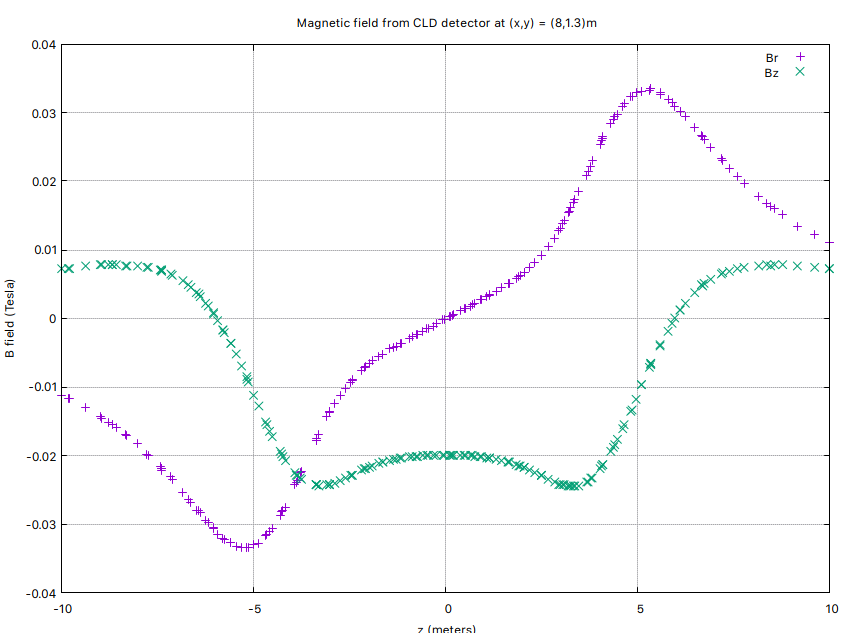 Magnetic field from CLD detector at (x,y) = (8,1.3)m
Br
Bz
0.04
0.03
0.02
0.01
0
-0.01
-0.02
-0.03
-0.04
B field (Tesla)
-10
-5
0
5
10
z (meters)